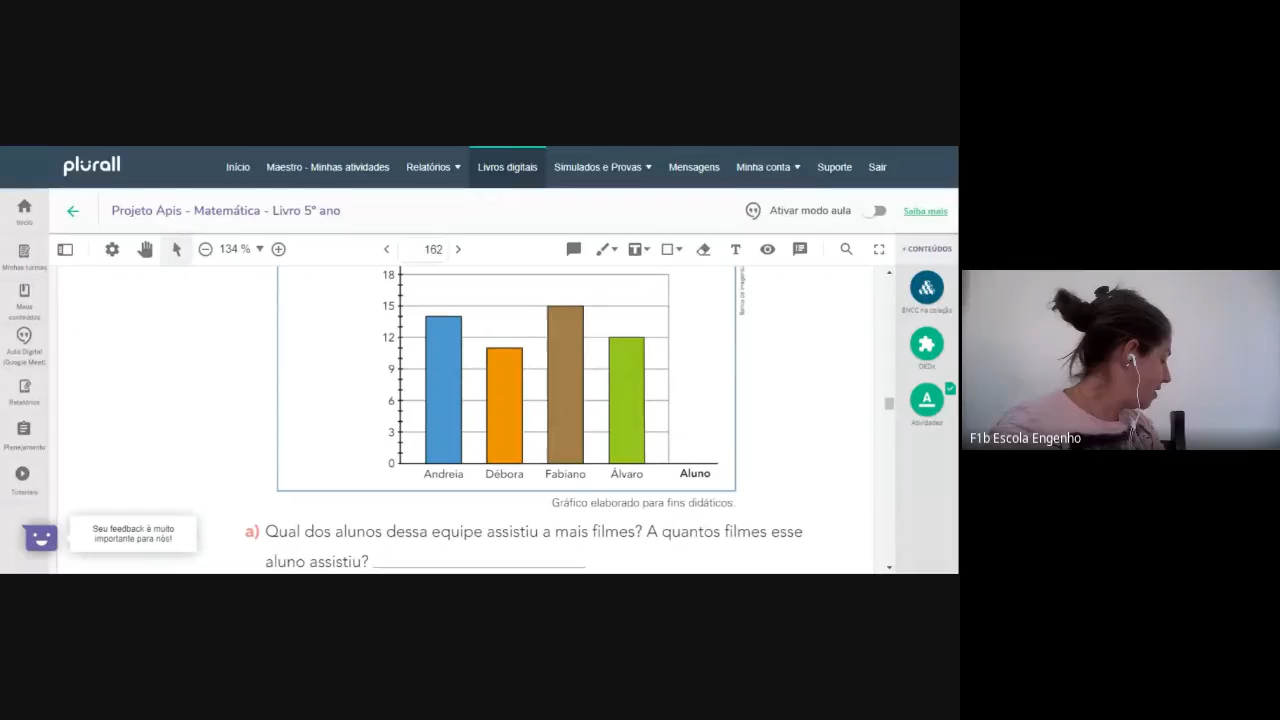 plurall
Início Maestro - Minhas atividades Relatórios Livros digitais Simulados e Provas Mensagens Minha conta Suporte Sair
Projeto Ápis - Matemática - Livro 5º ano
Ativar modo aula Saiba mais
134 % 162 T + CONTEÚDOS
Início
Minhas turmas
Meus conteúdos
Aula Digital
(Google Meet)
Relatórios
Planejamento
Tutoriais
BNCC na coleção
OEDs
A
Atividades
18
15
12
9
6
3
0
Andreia Débora Fabiano Álvaro Aluno
Gráfico elaborado para fins didáticos.
Seu feedback é muito
importante para nós!
a) Qual dos alunos dessa equipe assistiu a mais filmes? A quantos filmes esse
aluno assistiu?
F1b Escola Engenho